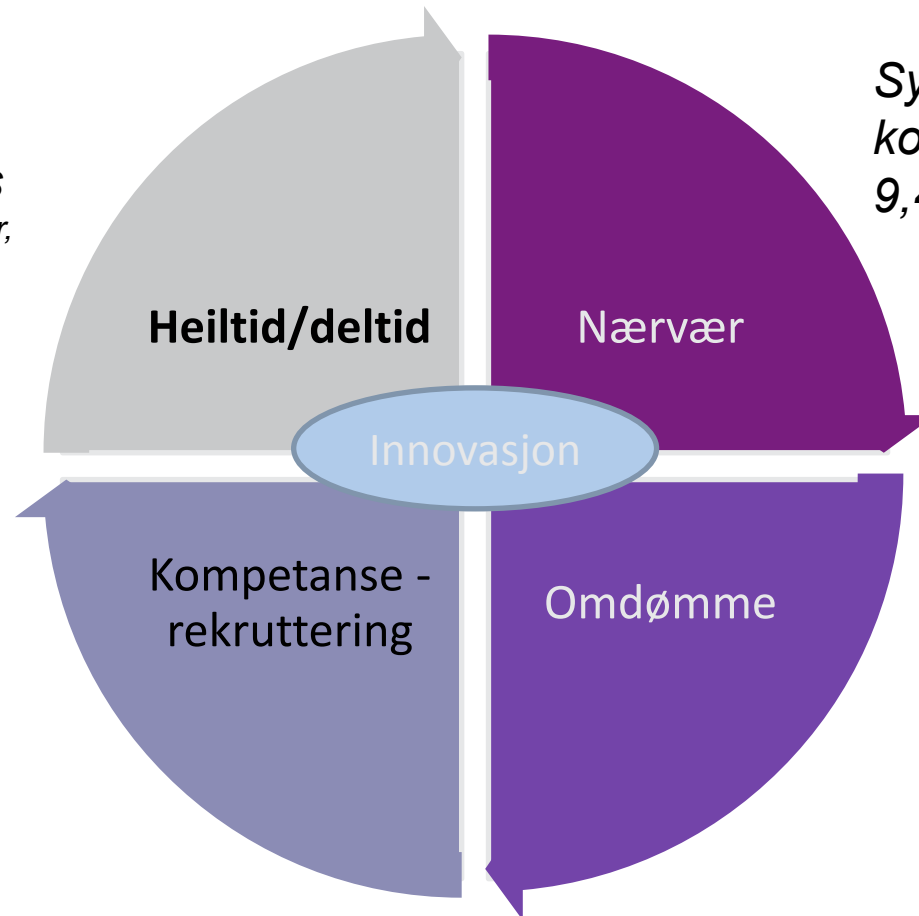 Heiltid/deltid
Nærvær
Innovasjon
Kompetanse -
rekruttering
Omdømme